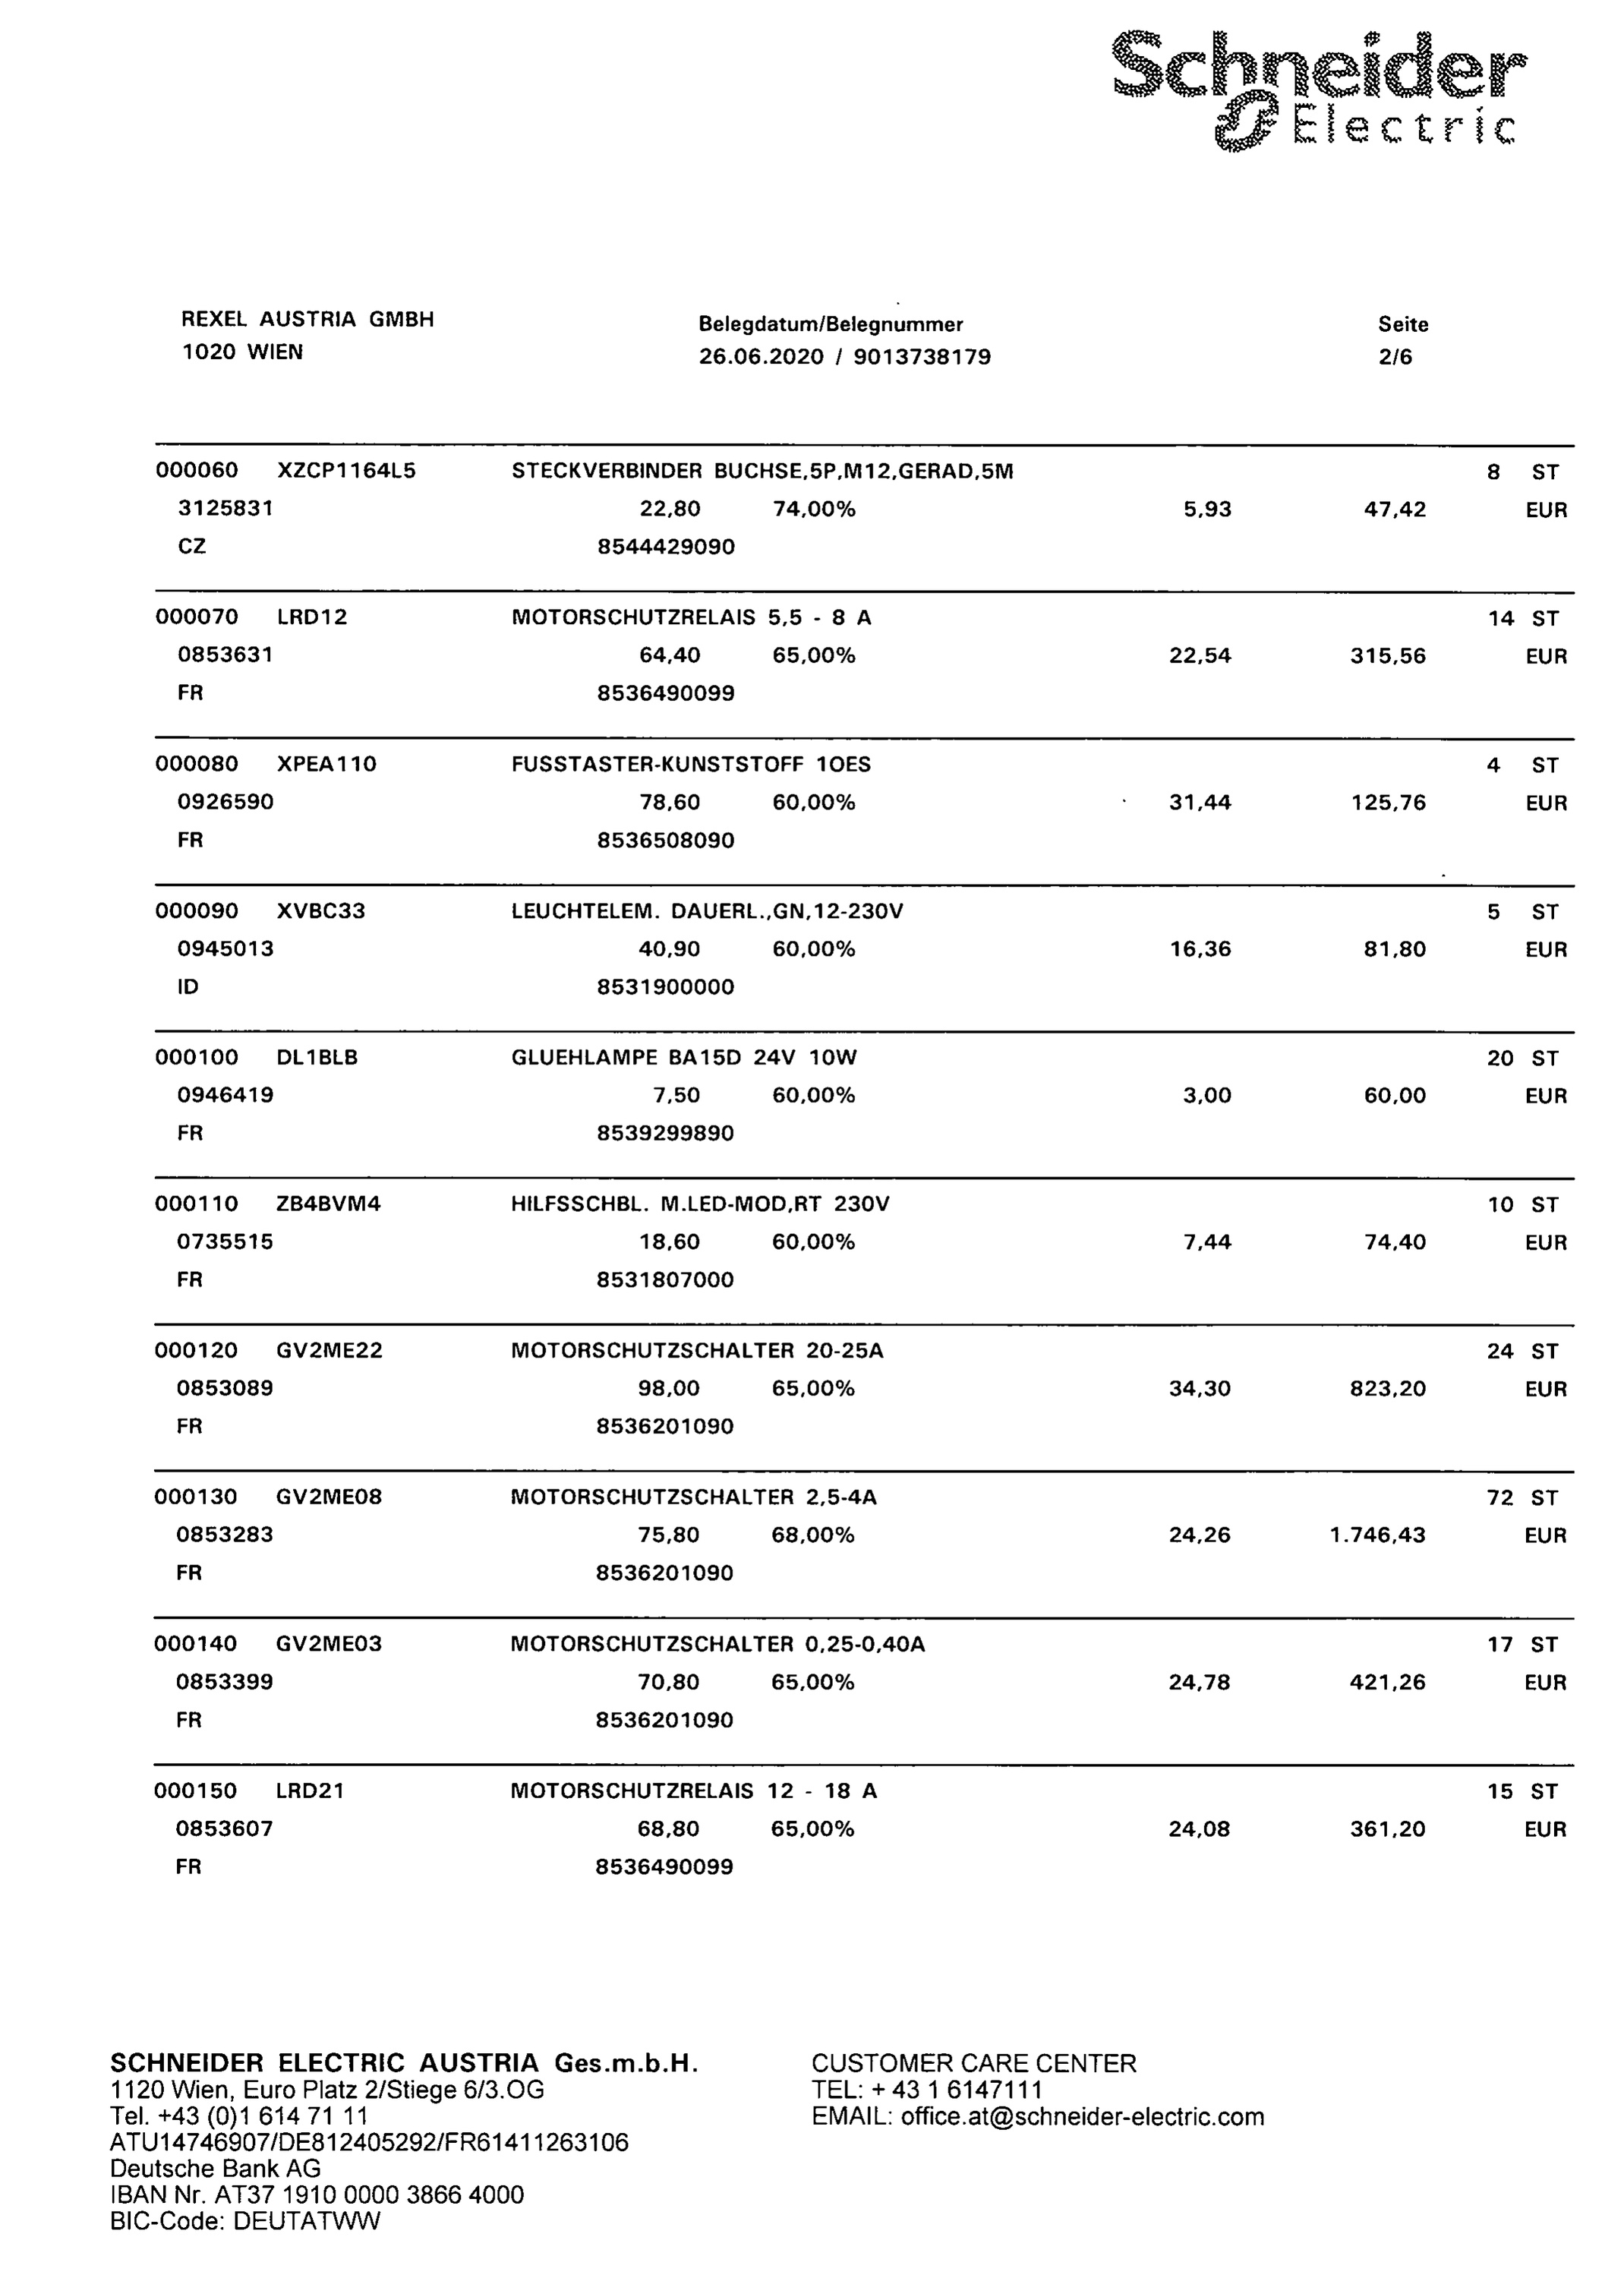 Schneider
Electric
REXEL AUSTRIA GMBH
1020 WIEN
Belegdatum/Belegnummer
26.06.2020 / 9013738179
Seite
2/6
000060 XZCP1164L5 STECKVERBINDER BUCHSE,5P,M12,GERAD,5M 8 ST
3125831 22,80 74,00% 5,93 47,42 EUR
CZ 8544429090
000070 LRD12 MOTORSCHUTZRELAIS 5,5 - 8 A 14 ST
0853631 64,40 65,00% 22,54 315,56 EUR
FR 8536490099
000080 XPEA110 FUSSTASTER-KUNSTSTOFF 1OES 4 ST
0926590 78,60 60,00% 31,44 125,76 EUR
FR 8536508090
000090 XVBC33 LEUCHTELEM. DAUERL.,GN,12-230V 5 ST
0945013 40,90 60,00% 16,36 81,80 EUR
ID 8531900000
000100 DL1BLB GLUEHLAMPE BA15D 24V 10W 20 ST
0946419 7,50 60,00% 3,00 60,00 EUR
FR 8539299890
000110 ZB4BVM4 HILFSSCHBL. M.LED-MOD,RT 230V 10 ST
0735515 18,60 60,00% 7,44 74,40 EUR
FR 8531807000
000120 GV2ME22 MOTORSCHUTZSCHALTER 20-25A 24 ST
0853089 98,00 65,00% 34,30 823,20 EUR
FR 8536201090
000130 GV2ME08 MOTORSCHUTZSCHALTER 2,5-4A 72 ST
0853283 75,80 68,00% 24,26 1.746,43 EUR
FR 8536201090
000140 GV2ME03 MOTORSCHUTZSCHALTER 0,25-0,40A 17 ST
0853399 70,80 65,00% 24,78 421,26 EUR
FR 8536201090
000150 LRD21 MOTORSCHUTZRELAIS 12 - 18 A 15 ST
0853607 68,80 65,00% 24,08 361,20 EUR
FR 8536490099
SCHNEIDER ELECTRIC AUSTRIA Ges.m.b.H.
1120 Wien, Euro Platz 2/Stiege 6/3.OG
Tel. +43 (0)1 614 71 11
ATU14746907/DE812405292/FR61411263106
Deutsche Bank AG
IBAN Nr. AT37 1910 0000 3866 4000
BIC-Code: DEUTATWW
CUSTOMER CARE CENTER
TEL: + 43 1 6147111
EMAIL: office.at@schneider-electric.com